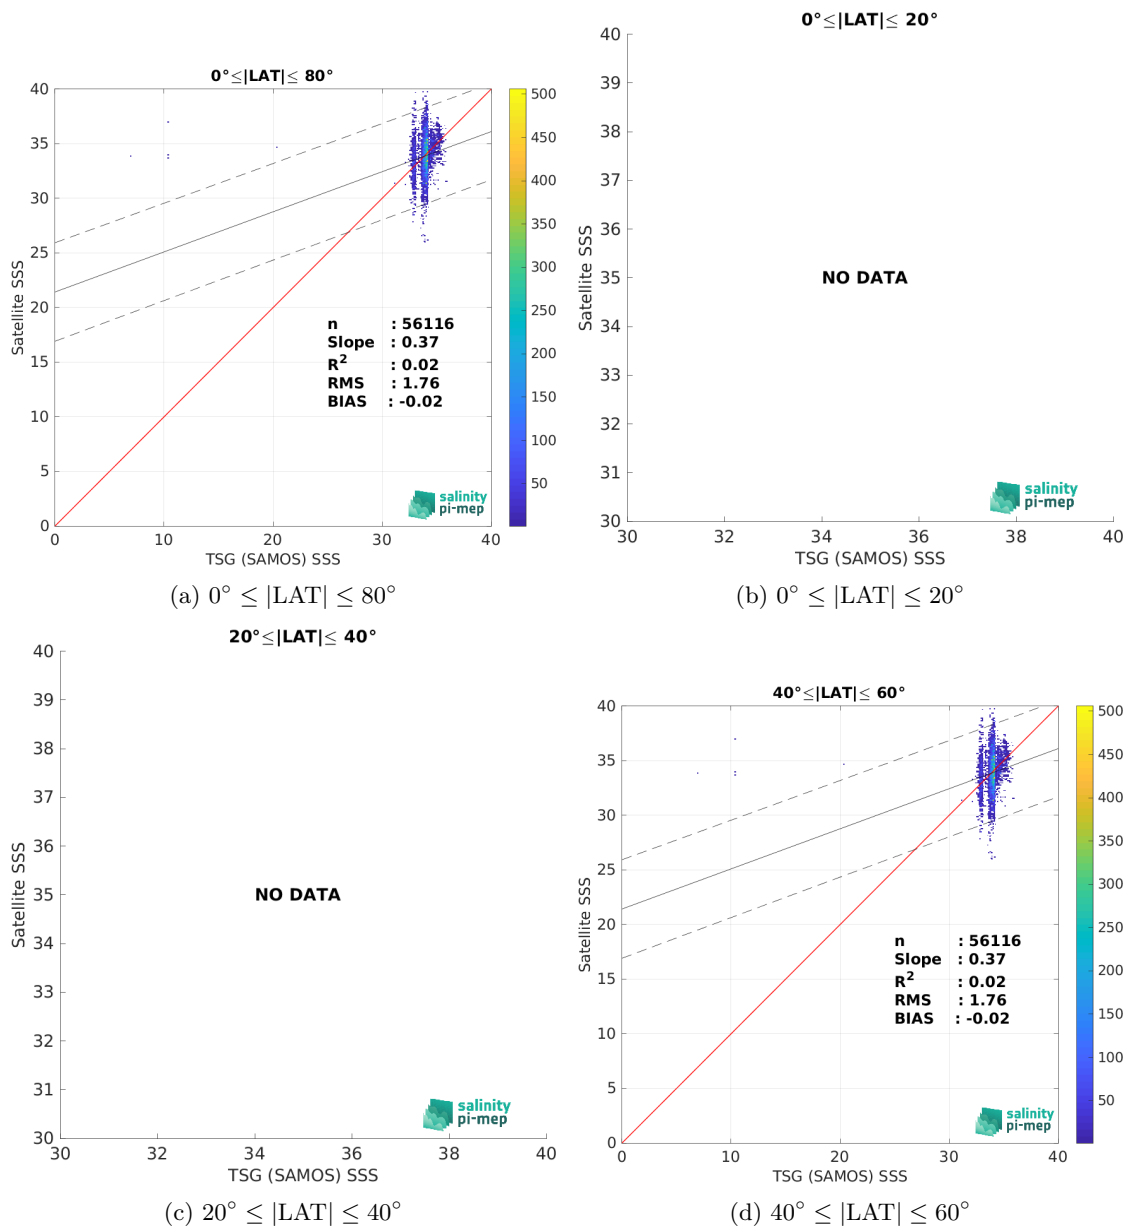 0°≤|LAT|≤ 80°
40
35
30
25
20
15
10
5
0
Satellite SSS
0
10
20
30
40
TSG (SAMOS) SSS
n : 56116
Slope : 0.37
R² : 0.02
RMS : 1.76
BIAS : -0.02
salinity
pi-mep
500
450
400
350
300
250
200
150
100
50
(a) 0° ≤ |LAT| ≤ 80°
0°≤|LAT|≤ 20°
40
39
38
37
36
35
34
33
32
31
30
Satellite SSS
NO DATA
30
32
34
36
38
40
TSG (SAMOS) SSS
salinity
pi-mep
(b) 0° ≤ |LAT| ≤ 20°
20°≤|LAT|≤ 40°
40
39
38
37
36
35
34
33
32
31
30
Satellite SSS
NO DATA
30
32
34
36
38
40
TSG (SAMOS) SSS
salinity
pi-mep
(c) 20° ≤ |LAT| ≤ 40°
40°≤|LAT|≤ 60°
40
35
30
25
20
15
10
5
0
Satellite SSS
0
10
20
30
40
TSG (SAMOS) SSS
n : 56116
Slope : 0.37
R² : 0.02
RMS : 1.76
BIAS : -0.02
salinity
pi-mep
500
450
400
350
300
250
200
150
100
50
(d) 40° ≤ |LAT| ≤ 60°